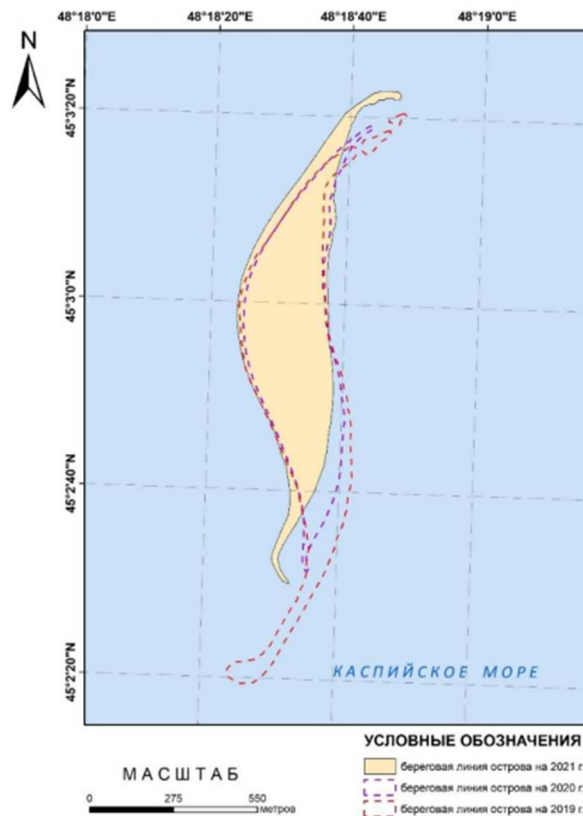 48°18'0"E 48°18'20"E 48°18'40"E 48°19'0"E
N
45°3'20"N
45°3'0"N
45°2'40"N
45°2'20"N
КАСПИЙСКОЕ МОРЕ
УСЛОВНЫЕ ОБОЗНАЧЕНИЯ
береговая линия острова на 2021 г.
береговая линия острова на 2020 г.
береговая линия острова на 2019 г.
МАСШТАБ
0 275 550
метров